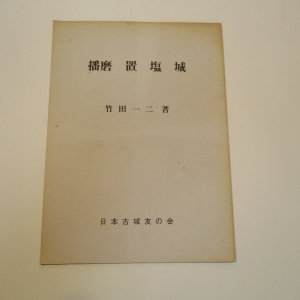 播磨 置塩城
竹田一二著
日本古城友の会